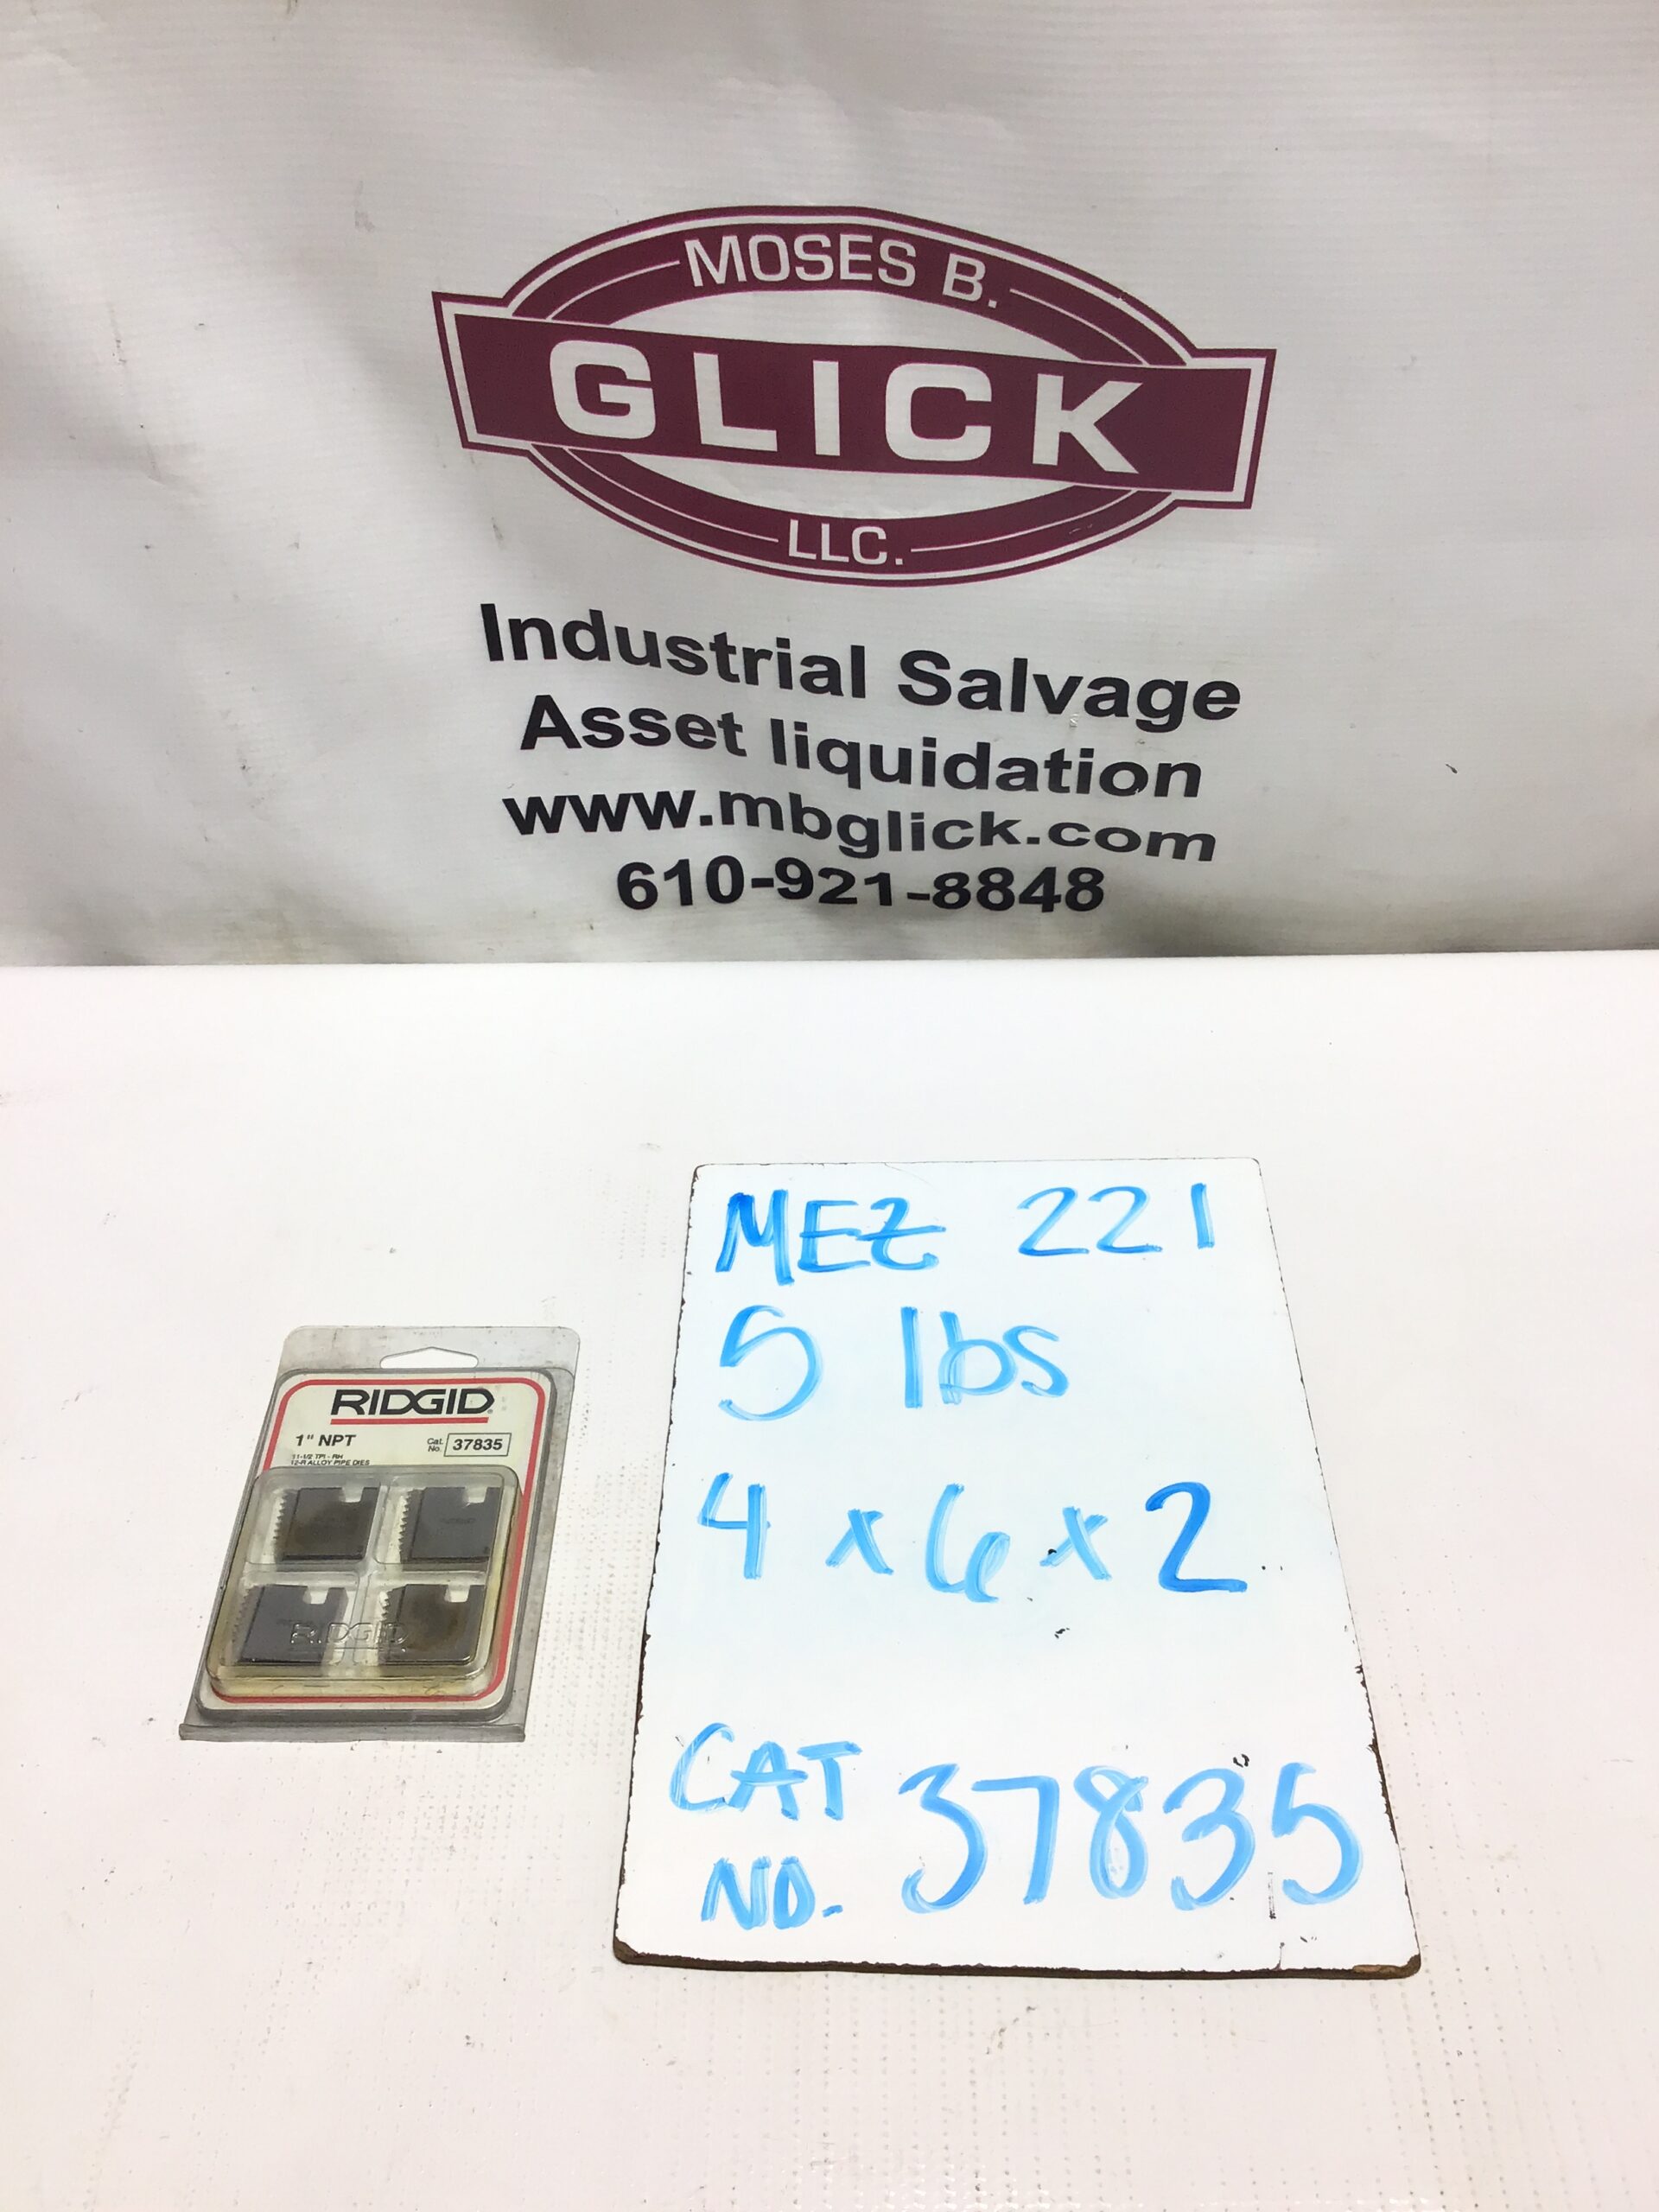 MOSES B.
GLICK
LLC.
Industrial Salvage
Asset liquidation
www.mbglick.com
610-921-8848
RIDGID
1" NPT
Cat. No. 37835
11-1/2 TPI - RH
12-R ALLOY PIPE DIES
RIDGID
MEZ 221
5 lbs
4 x 6 x 2
CAT NO. 37835